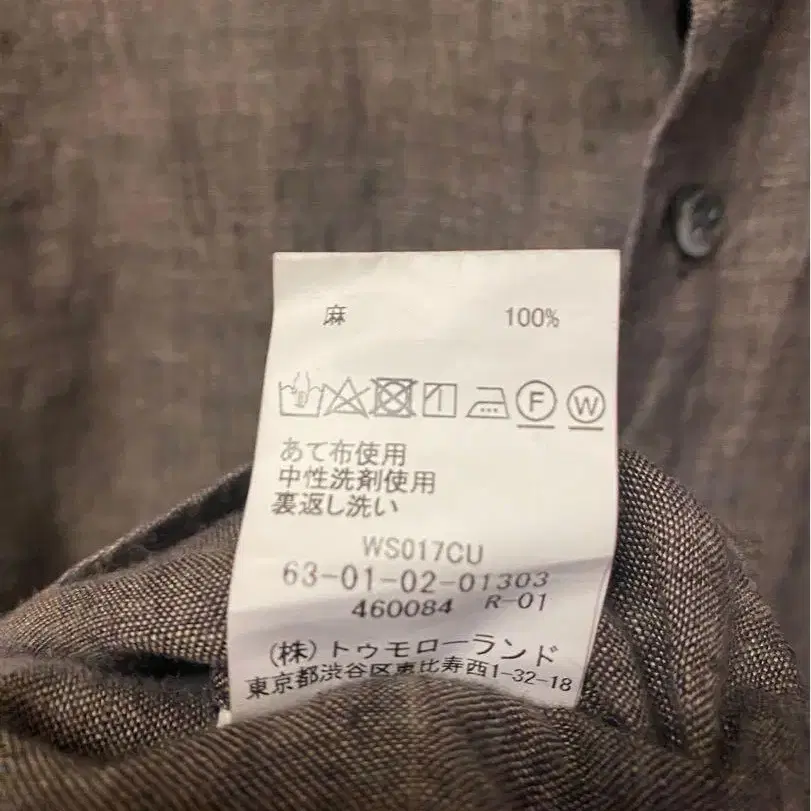 麻 100%
F W
あて布使用
中性洗剤使用
裏返し洗い
WS017CU
63-01-02-01303
460084 R-01
(株)トゥモローランド
東京都渋谷区恵比寿西1-32-18